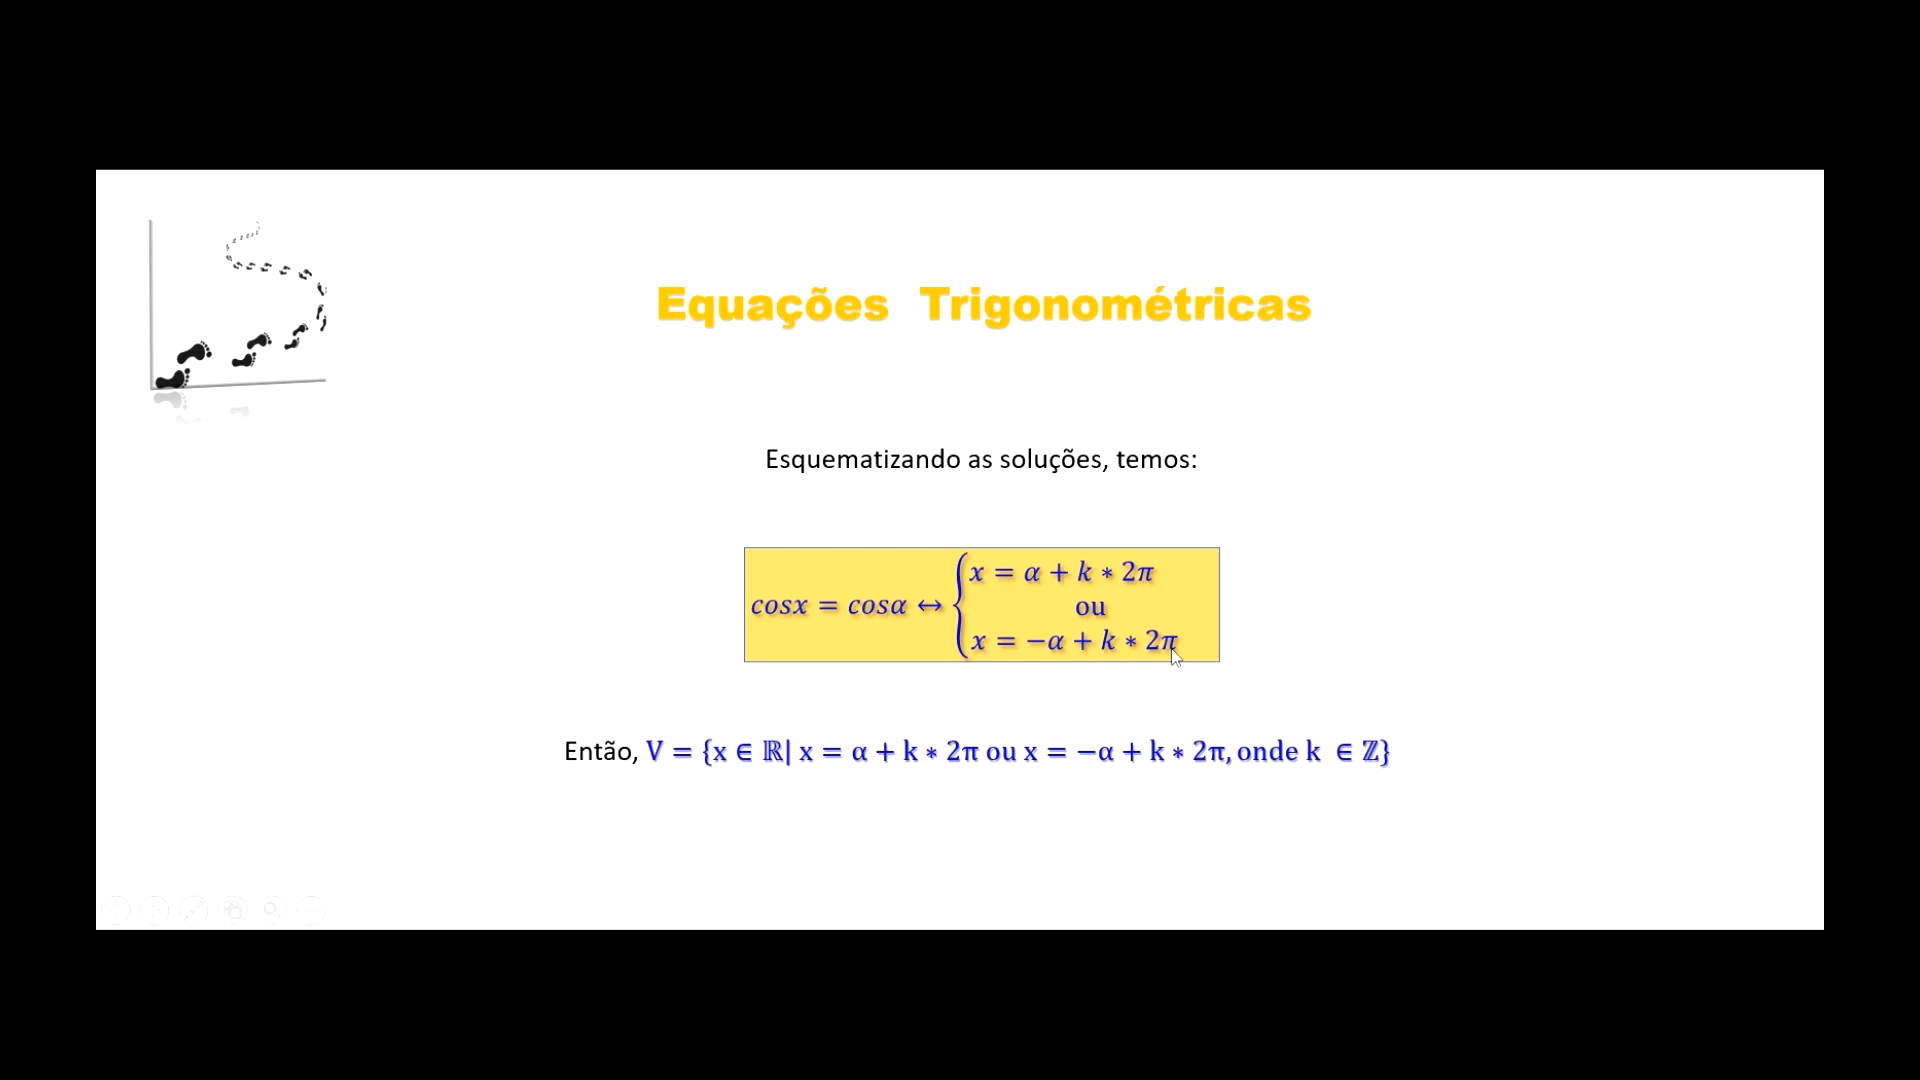 Equações Trigonométricas
Esquematizando as soluções, temos:
x = α + k ∗ 2π
cosx = cosα ↔ { ou
x = −α + k ∗ 2π
Então, V = {x ∈ ℝ| x = α + k ∗ 2π ou x = −α + k ∗ 2π, onde k ∈ ℤ}